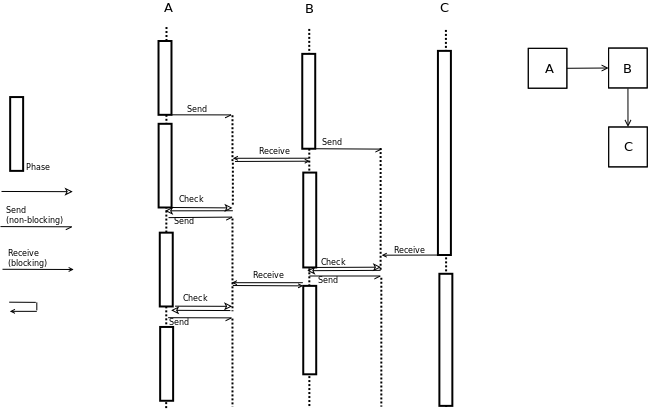 A
B
C
A
B
C
Send
Send
Receive
Phase
Check
Send
Send
(non-blocking)
Receive
Receive
(blocking)
Check
Receive
Send
Check
Send